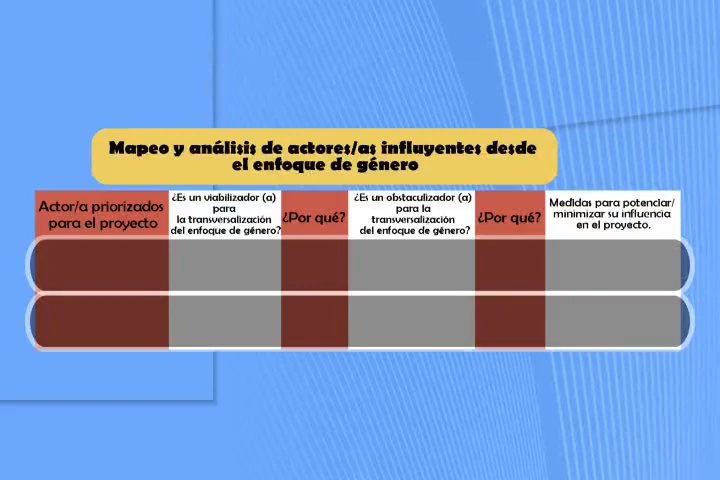 Mapeo y análisis de actores/as influyentes desde
el enfoque de género
Actor/a priorizados
para el proyecto
¿Es un viabilizador (a)
para
la transversalización
del enfoque de género?
¿Por qué?
¿Es un obstaculizador (a)
para la
transversalización
del enfoque de género?
¿Por qué?
Medidas para potenciar/
minimizar su influencia
en el proyecto.